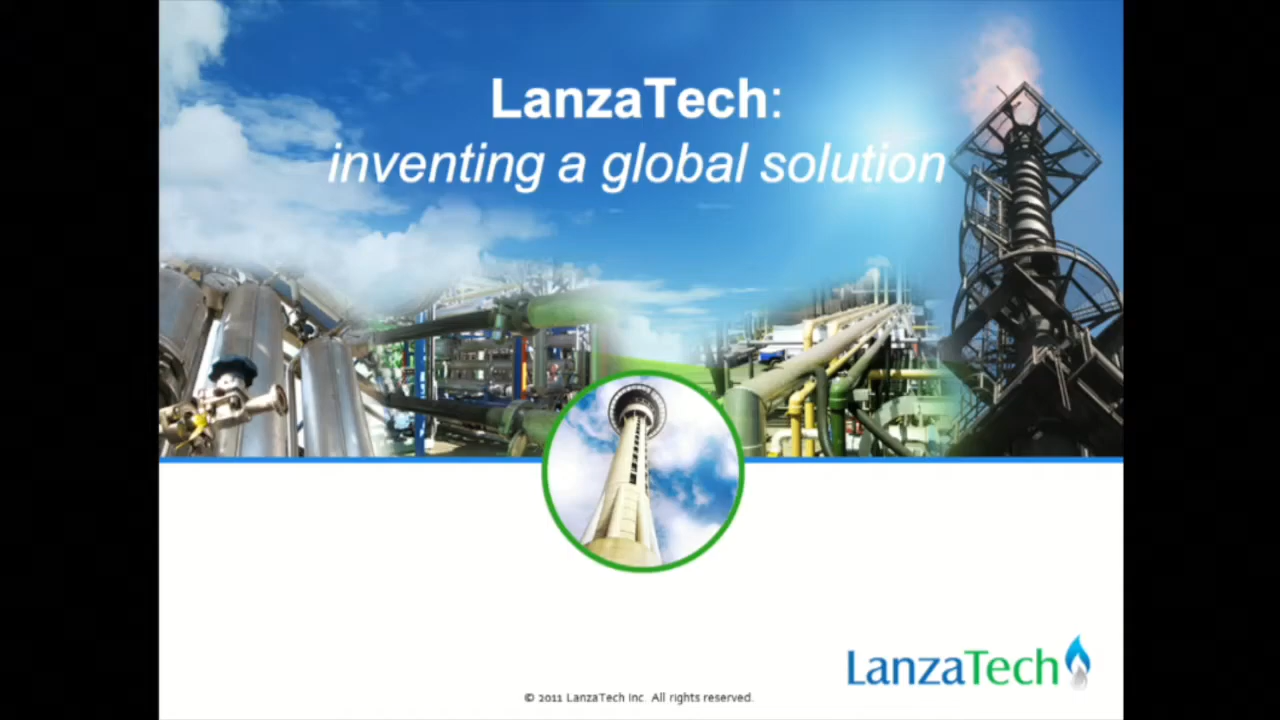 LanzaTech:
inventing a global solution
LanzaTech
© 2011 LanzaTech Inc. All rights reserved.